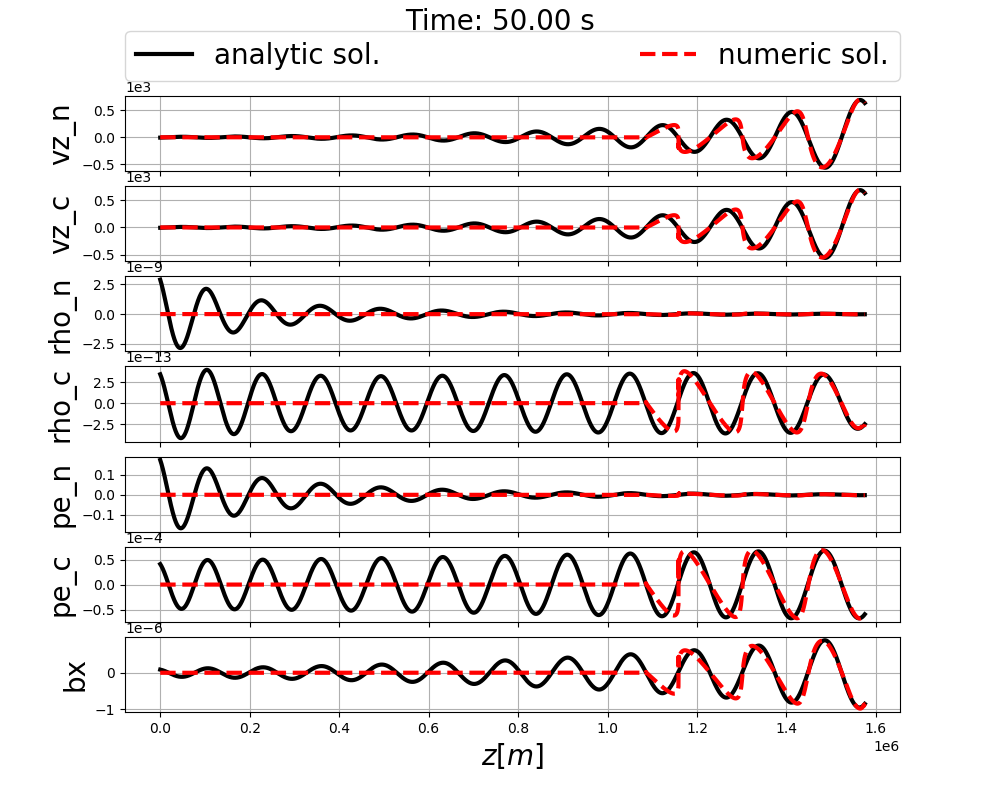 Time: 50.00 s
analytic sol. numeric sol.
1e3
vz_n
0.5
0.0
−0.5
1e3
vz_c
0.5
0.0
−0.5
1e−9
rho_n
2.5
0.0
−2.5
1e−13
rho_c
2.5
0.0
−2.5
pe_n
0.1
0.0
−0.1
1e−4
pe_c
0.5
0.0
−0.5
1e−6
bx
0
−1
0.0 0.2 0.4 0.6 0.8 1.0 1.2 1.4 1.6
1e6
z[m]